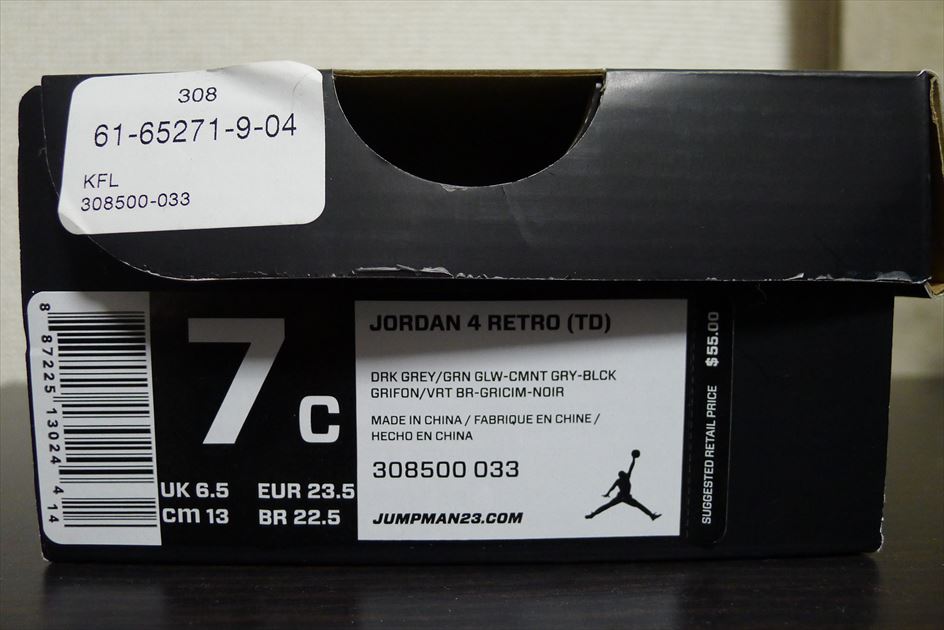 308
61-65271-9-04
KFL
308500-033
8 87225 13024 4 14
7 C
UK 6.5 EUR 23.5
CM 13 BR 22.5
JORDAN 4 RETRO (TD)
DRK GREY/GRN GLW-CMNT GRY-BLCK
GRIFON/VRT BR-GRICIM-NOIR
MADE IN CHINA / FABRIQUE EN CHINE /
HECHO EN CHINA
308500 033
JUMPMAN23.COM
SUGGESTED RETAIL PRICE $55.00